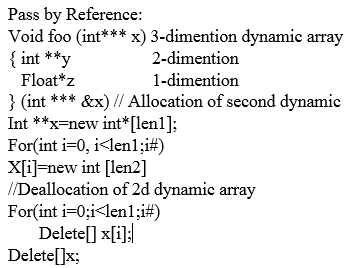 Pass by Reference:
Void foo (int*** x) 3-dimention dynamic array
{ int **y 2-dimention
Float*z 1-dimention
} (int *** &x) // Allocation of second dynamic
Int **x=new int*[len1];
For(int i=0, i<len1;i#)
X[i]=new int [len2]
//Deallocation of 2d dynamic array
For(int i=0;i<len1;i#)
Delete[] x[i];
Delete[]x;